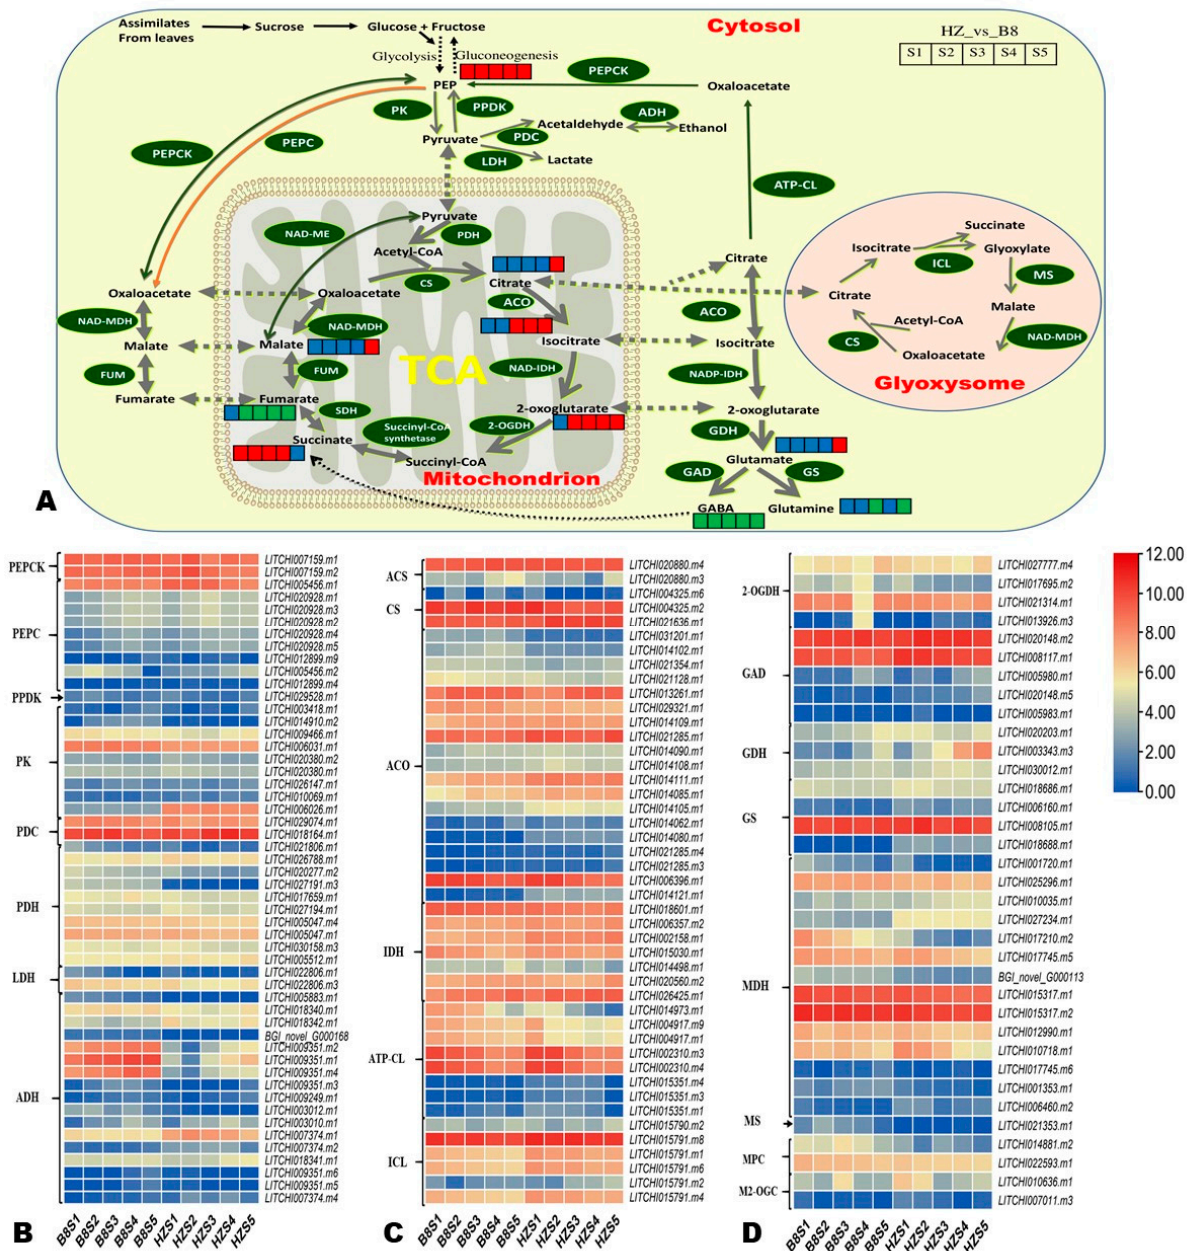 Assimilates
From leaves
Sucrose
Glucose + Fructose
Cytosol
HZ_vs_B8
S1 S2 S3 S4 S5
Glycolysis
Gluconeogenesis
PEP
PEPCK
Oxaloacetate
PK
PPDK
Acetaldehyde
ADH
Ethanol
PDC
Pyruvate
LDH
Lactate
PEPCK
PEPC
ATP-CL
NAD-ME
Pyruvate
PDH
Acetyl-CoA
CS
Citrate
ACO
Oxaloacetate
Oxaloacetate
NAD-MDH
NAD-MDH
Malate
Malate
FUM
FUM
Fumarate
Fumarate
TCA
Isocitrate
NAD-IDH
2-oxoglutarate
SDH
Succinyl-CoA
synthetase
2-OGDH
Succinate
Succinyl-CoA
Mitochondrion
Citrate
ACO
Isocitrate
NADP-IDH
2-oxoglutarate
GDH
Glutamate
GAD
GS
GABA
Glutamine
Succinate
Isocitrate
Glyoxylate
ICL
MS
Citrate
Malate
Acetyl-CoA
CS
Oxaloacetate
NAD-MDH
Glyoxysome
A
PEPCK
PEPC
PPDK
PK
PDC
PDH
LDH
ADH
LITCHI007159.m1
LITCHI007159.m2
LITCHI005456.m1
LITCHI020928.m1
LITCHI020928.m3
LITCHI020928.m2
LITCHI020928.m4
LITCHI020928.m5
LITCHI012899.m9
LITCHI005456.m2
LITCHI012899.m4
LITCHI029528.m1
LITCHI003418.m1
LITCHI014910.m2
LITCHI009466.m1
LITCHI006031.m1
LITCHI020380.m2
LITCHI020380.m1
LITCHI026147.m1
LITCHI010069.m1
LITCHI006026.m1
LITCHI029074.m1
LITCHI018164.m1
LITCHI021806.m1
LITCHI026788.m1
LITCHI020277.m2
LITCHI027191.m3
LITCHI017659.m1
LITCHI027194.m1
LITCHI005047.m4
LITCHI005047.m1
LITCHI030158.m3
LITCHI005512.m1
LITCHI022806.m1
LITCHI022806.m3
LITCHI005883.m1
LITCHI018340.m1
LITCHI018342.m1
BGI_novel_G000168
LITCHI009351.m2
LITCHI009351.m1
LITCHI009351.m4
LITCHI009351.m3
LITCHI009249.m1
LITCHI003012.m1
LITCHI003010.m1
LITCHI007374.m1
LITCHI007374.m2
LITCHI018341.m1
LITCHI009351.m6
LITCHI009351.m5
LITCHI007374.m4
B8S1 B8S2 B8S3 B8S4 B8S5 HZS1 HZS2 HZS3 HZS4 HZS5
B
ACS
CS
ACO
IDH
ATP-CL
ICL
LITCHI020880.m4
LITCHI020880.m3
LITCHI004325.m6
LITCHI004325.m2
LITCHI021636.m1
LITCHI031201.m1
LITCHI014102.m1
LITCHI021354.m1
LITCHI021128.m1
LITCHI013261.m1
LITCHI029321.m1
LITCHI014109.m1
LITCHI021285.m1
LITCHI014090.m1
LITCHI014108.m1
LITCHI014111.m1
LITCHI014085.m1
LITCHI014105.m1
LITCHI014062.m1
LITCHI014080.m1
LITCHI021285.m4
LITCHI021285.m3
LITCHI006396.m1
LITCHI014121.m1
LITCHI018601.m1
LITCHI006357.m2
LITCHI002158.m1
LITCHI015030.m1
LITCHI014498.m1
LITCHI020560.m2
LITCHI026425.m1
LITCHI014973.m1
LITCHI004917.m9
LITCHI004917.m1
LITCHI002310.m3
LITCHI002310.m4
LITCHI015351.m4
LITCHI015351.m3
LITCHI015351.m1
LITCHI015790.m2
LITCHI015791.m8
LITCHI015791.m1
LITCHI015791.m6
LITCHI015791.m2
LITCHI015791.m4
B8S1 B8S2 B8S3 B8S4 B8S5 HZS1 HZS2 HZS3 HZS4 HZS5
C
2-OGDH
GAD
GDH
GS
MDH
MS
MPC
M2-OGC
LITCHI027777.m4
LITCHI017695.m2
LITCHI021314.m1
LITCHI013926.m3
LITCHI020148.m2
LITCHI008117.m1
LITCHI005980.m1
LITCHI020148.m5
LITCHI005983.m1
LITCHI020203.m1
LITCHI003343.m3
LITCHI030012.m1
LITCHI018686.m1
LITCHI006160.m1
LITCHI008105.m1
LITCHI018688.m1
LITCHI001720.m1
LITCHI025296.m1
LITCHI010035.m1
LITCHI027234.m1
LITCHI017210.m2
LITCHI017745.m5
BGI_novel_G000113
LITCHI015317.m1
LITCHI015317.m2
LITCHI012990.m1
LITCHI010718.m1
LITCHI017745.m6
LITCHI001353.m1
LITCHI006460.m2
LITCHI021353.m1
LITCHI014881.m2
LITCHI022593.m1
LITCHI010636.m1
LITCHI007011.m3
B8S1 B8S2 B8S3 B8S4 B8S5 HZS1 HZS2 HZS3 HZS4 HZS5
D
12.00
10.00
8.00
6.00
4.00
2.00
0.00